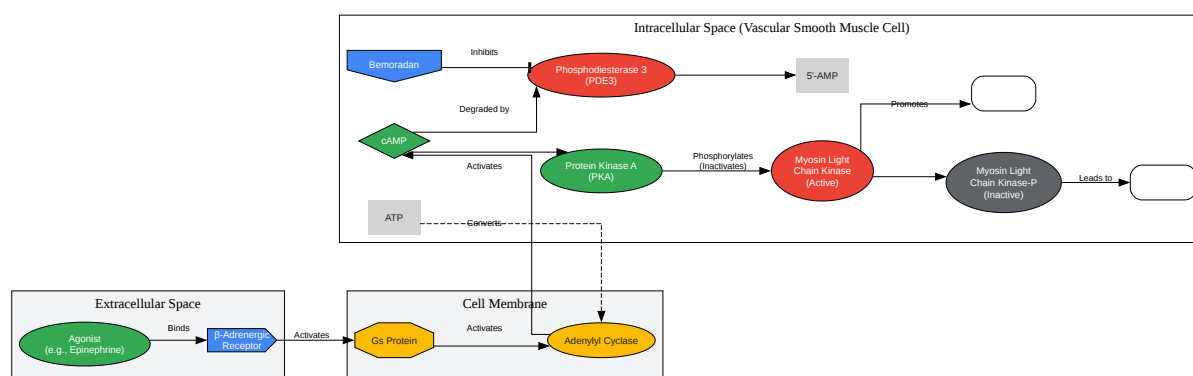 Intracellular Space (Vascular Smooth Muscle Cell)
Bemoradan
Inhibits
Phosphodiesterase 3
(PDE3)
5'-AMP
Degraded by
Promotes
cAMP
Activates
Protein Kinase A
(PKA)
Phosphorylates
(Inactivates)
Myosin Light
Chain Kinase
(Active)
Myosin Light
Chain Kinase-P
(Inactive)
Leads to
ATP
Converts
Extracellular Space
Cell Membrane
Agonist
(e.g., Epinephrine)
Binds
β-Adrenergic
Receptor
Activates
Gs Protein
Activates
Adenylyl Cyclase